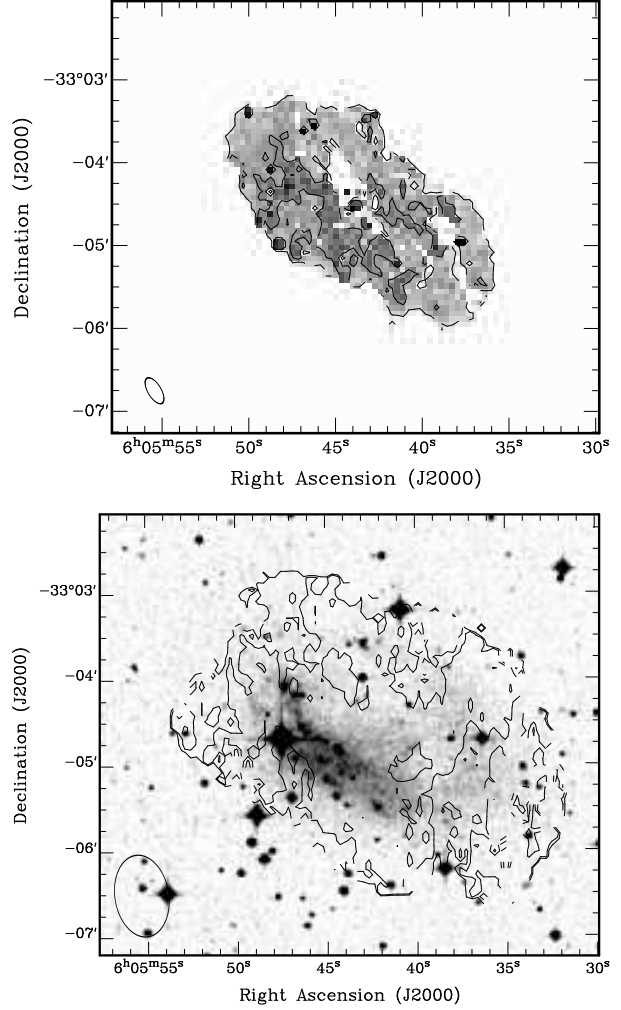 −33°03′
−04′
−05′
−06′
−07′
Declination (J2000)
6ʰ05ᵐ55ˢ 50ˢ 45ˢ 40ˢ 35ˢ 30ˢ
Right Ascension (J2000)
−33°03′
−04′
−05′
−06′
−07′
Declination (J2000)
6ʰ05ᵐ55ˢ 50ˢ 45ˢ 40ˢ 35ˢ 30ˢ
Right Ascension (J2000)